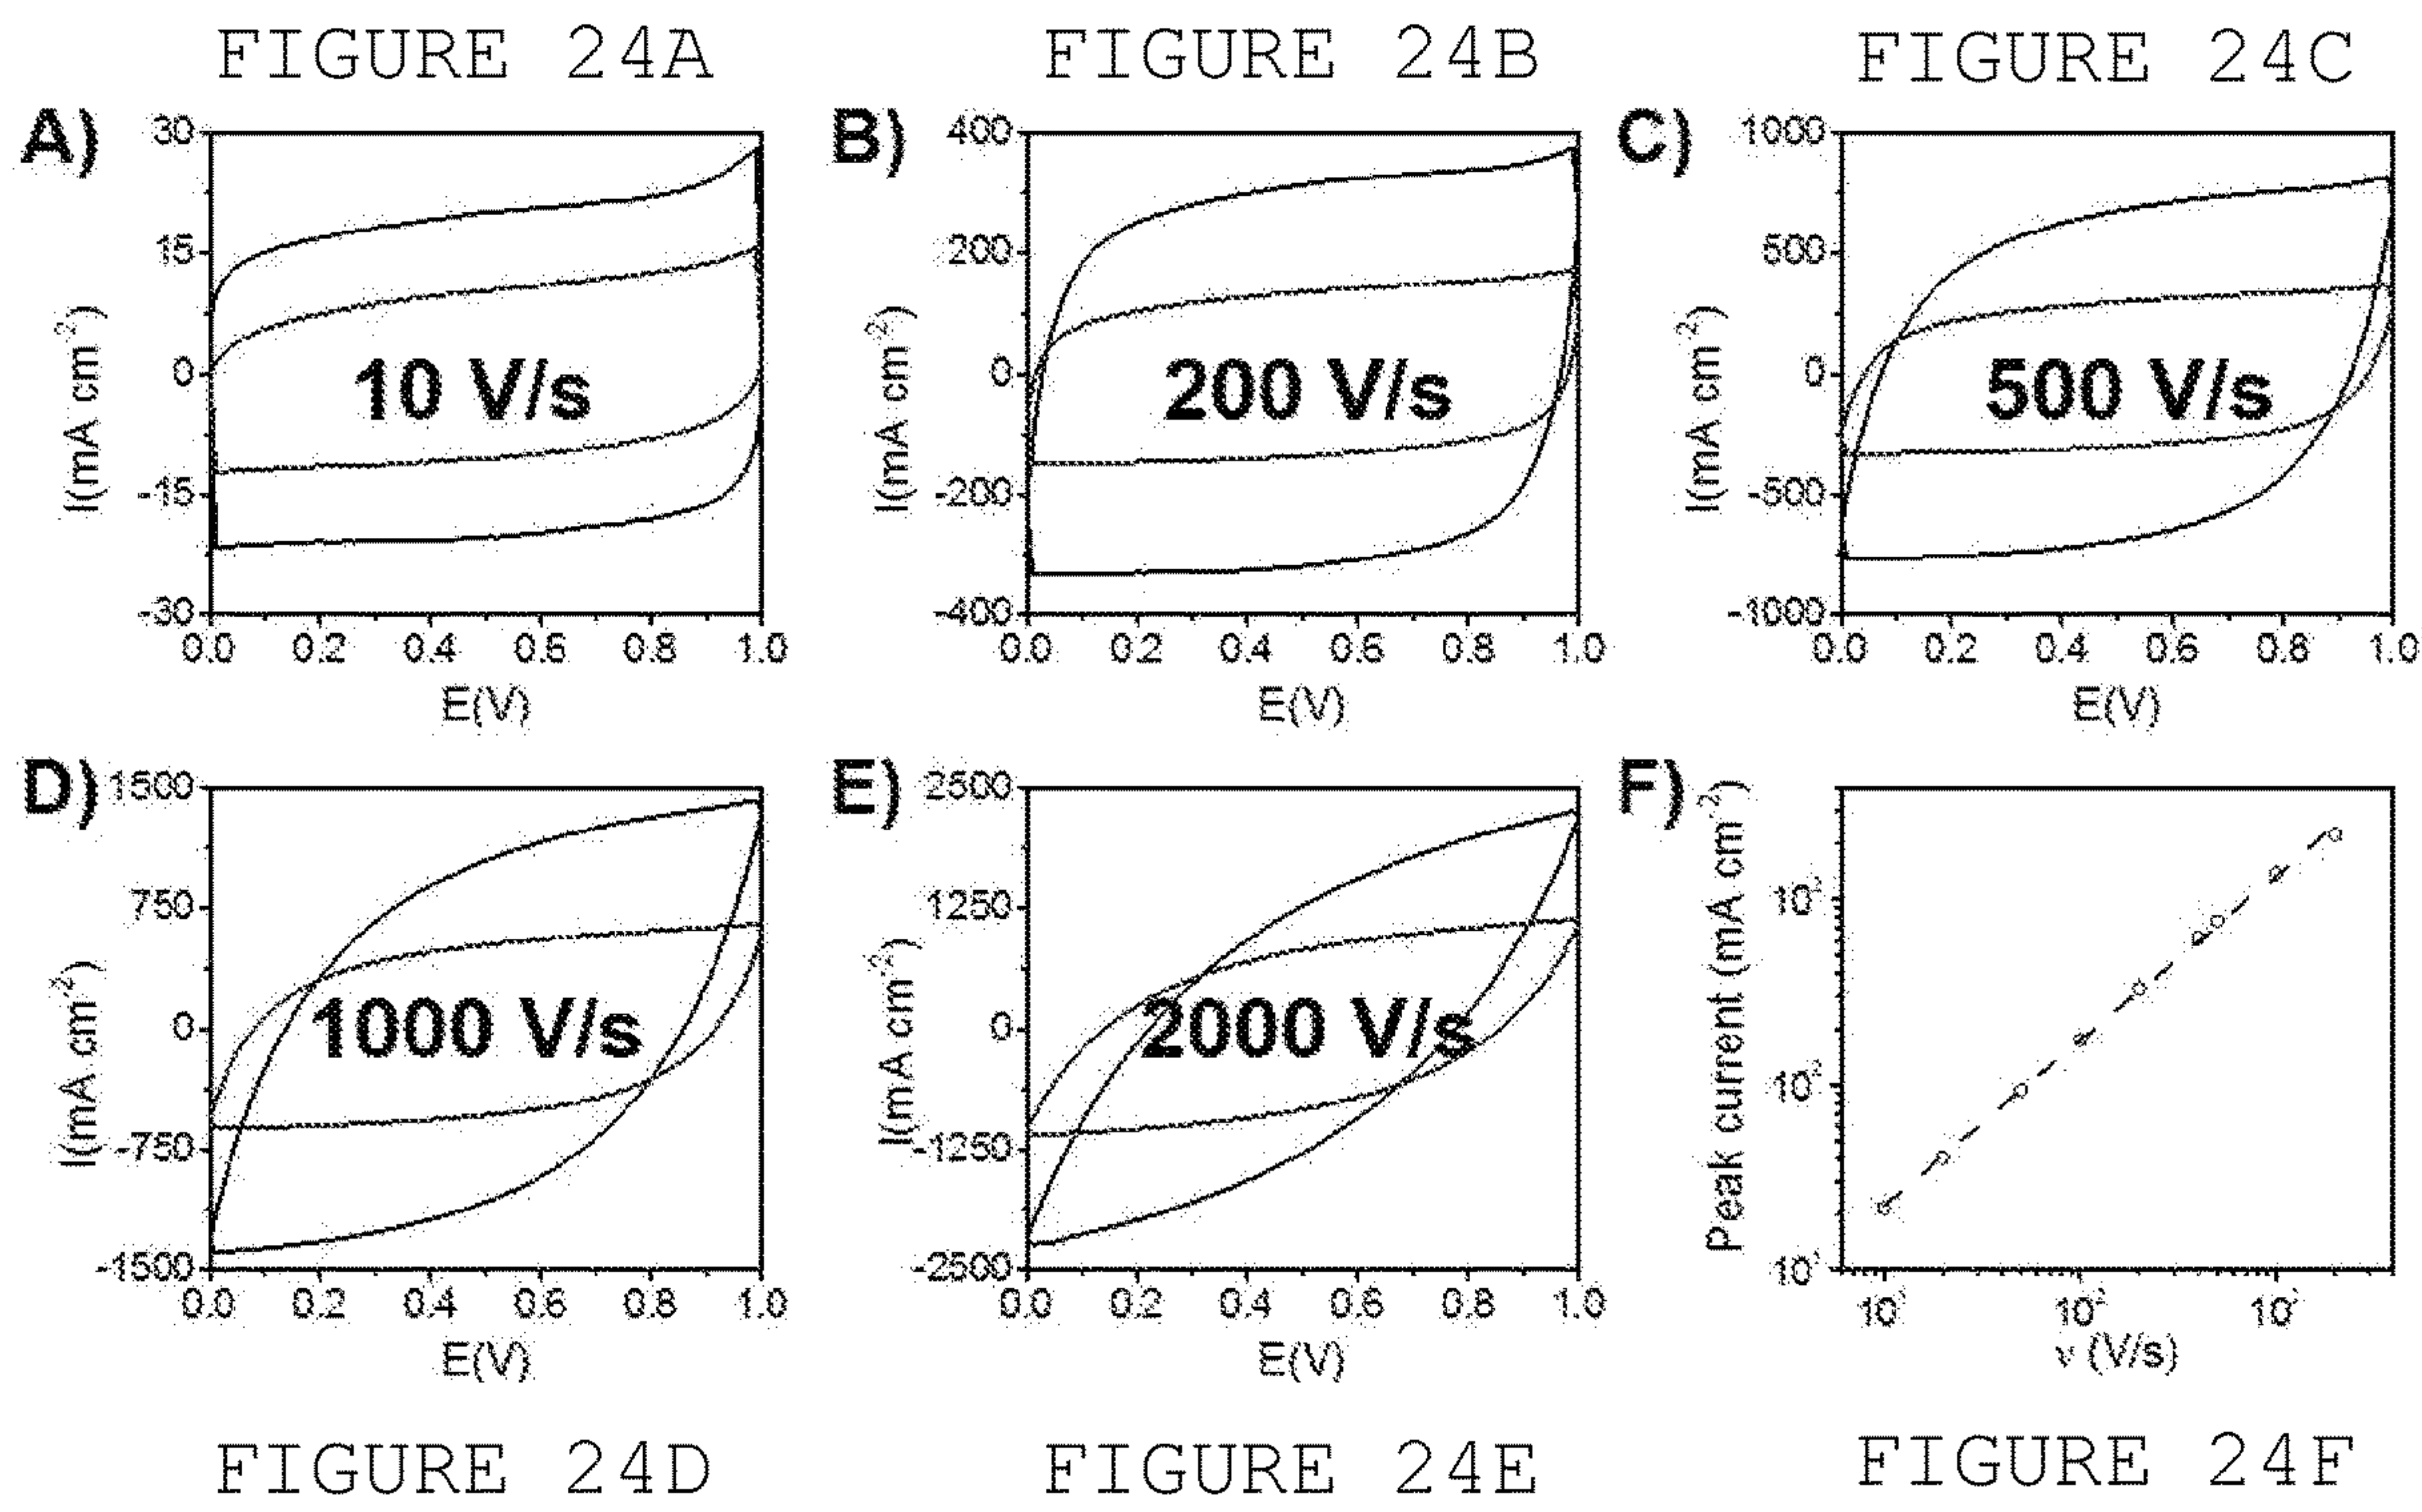 FIGURE 24A
FIGURE 24B
FIGURE 24C
A)
30
15
0
-15
-30
I(mA cm-2)
10 V/s
0.0 0.2 0.4 0.6 0.8 1.0
E(V)
B)
400
200
0
-200
-400
I(mA cm-2)
200 V/s
0.0 0.2 0.4 0.6 0.8 1.0
E(V)
C)
1000
500
0
-500
-1000
I(mA cm-2)
500 V/s
0.0 0.2 0.4 0.6 0.8 1.0
E(V)
D)
1500
750
0
-750
-1500
I(mA cm-2)
1000 V/s
0.0 0.2 0.4 0.6 0.8 1.0
E(V)
E)
2500
1250
0
-1250
-2500
I(mA cm-2)
2000 V/s
0.0 0.2 0.4 0.6 0.8 1.0
E(V)
F)
Peak current (mA cm-2)
102
ν (V/s)
FIGURE 24D
FIGURE 24E
FIGURE 24F